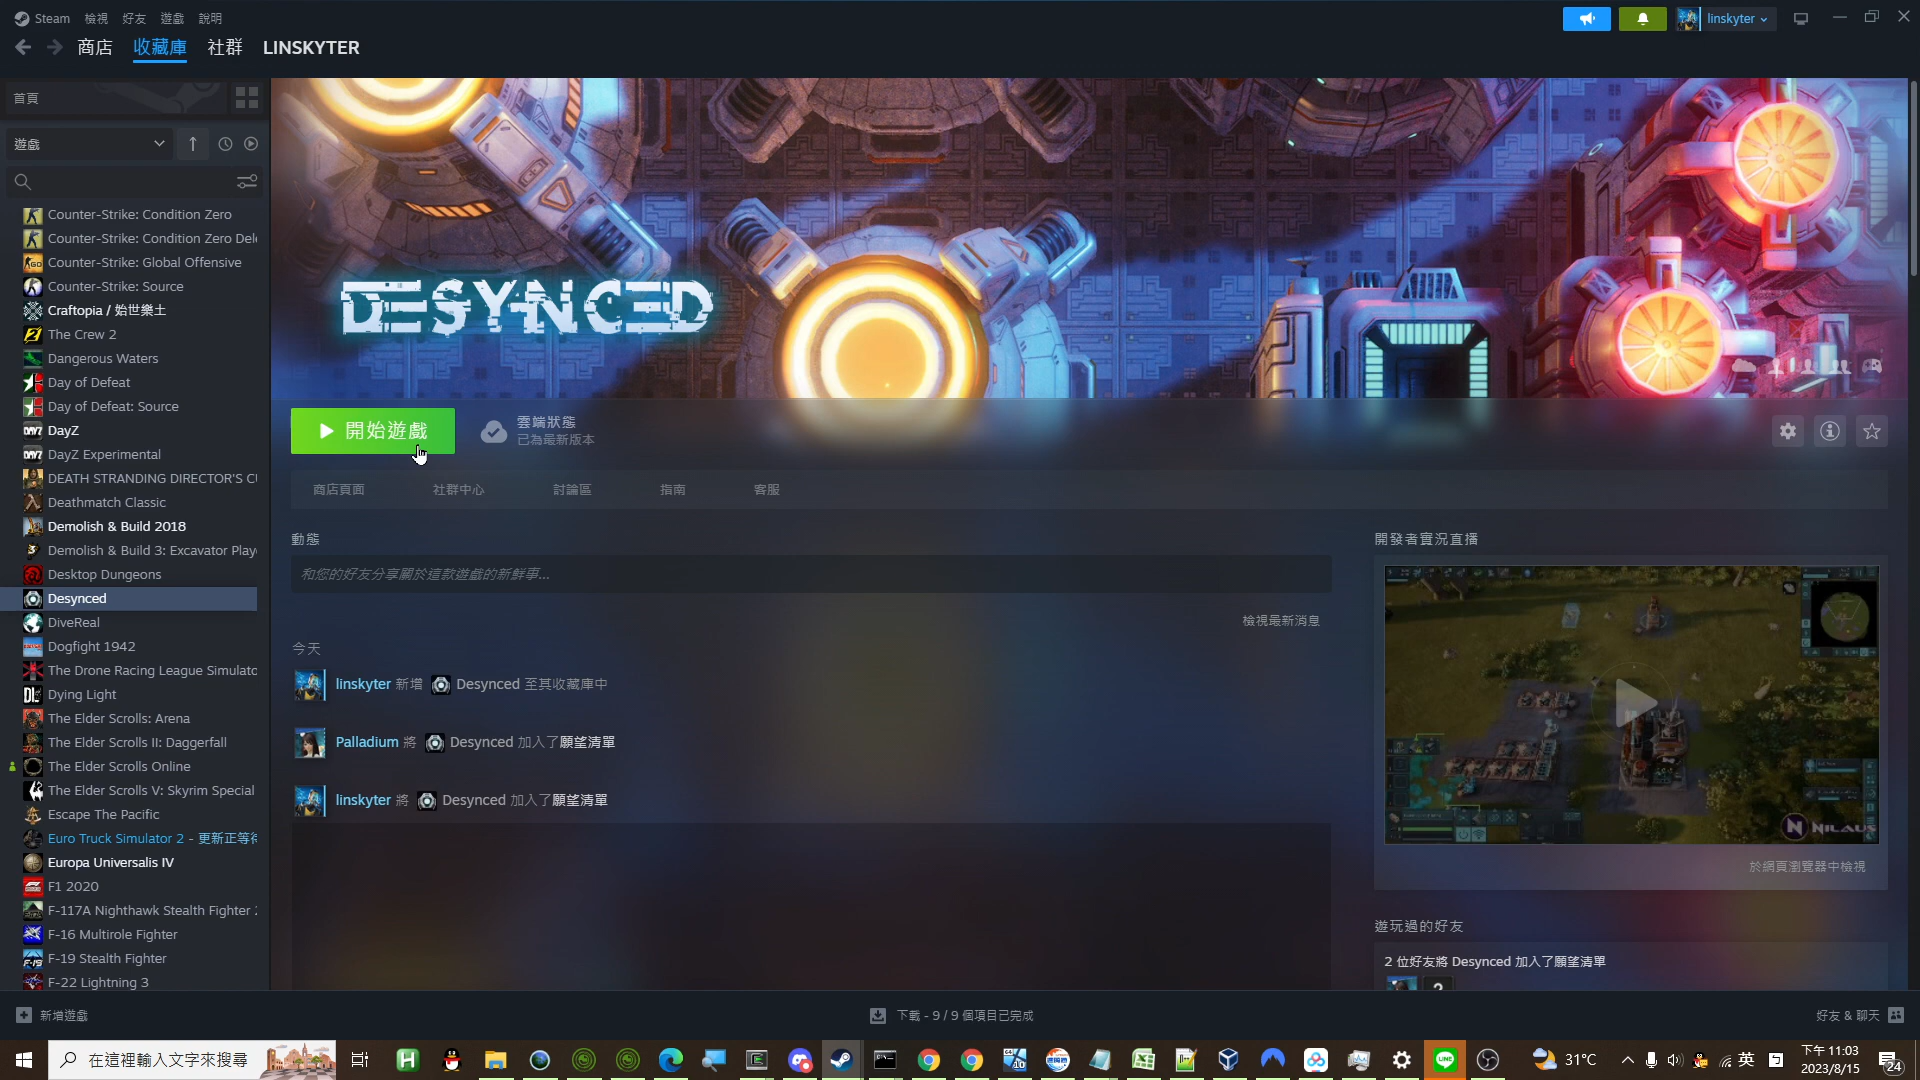 Steam 檢視 好友 遊戲 說明
linskyter
商店 收藏庫 社群 LINSKYTER
首頁
遊戲
Counter-Strike: Condition Zero
Counter-Strike: Condition Zero Del
Counter-Strike: Global Offensive
Counter-Strike: Source
Craftopia / 始世樂土
The Crew 2
Dangerous Waters
Day of Defeat
Day of Defeat: Source
DayZ
DayZ Experimental
DEATH STRANDING DIRECTOR'S C
Deathmatch Classic
Demolish & Build 2018
Demolish & Build 3: Excavator Play
Desktop Dungeons
Desynced
DiveReal
Dogfight 1942
The Drone Racing League Simulato
Dying Light
The Elder Scrolls: Arena
The Elder Scrolls II: Daggerfall
The Elder Scrolls Online
The Elder Scrolls V: Skyrim Special
Escape The Pacific
Euro Truck Simulator 2 - 更新正等待
Europa Universalis IV
F1 2020
F-117A Nighthawk Stealth Fighter 2
F-16 Multirole Fighter
F-19 Stealth Fighter
F-22 Lightning 3
新增遊戲
DESYNCED
開始遊戲
雲端狀態
已為最新版本
商店頁面 社群中心 討論區 指南 客服
動態
和您的好友分享關於這款遊戲的新鮮事...
檢視最新消息
今天
linskyter 新增 Desynced 至其收藏庫中
Palladium 將 Desynced 加入了願望清單
linskyter 將 Desynced 加入了願望清單
開發者實況直播
NILAUS
於網頁瀏覽器中檢視
遊玩過的好友
2 位好友將 Desynced 加入了願望清單
?
下載 - 9 / 9 個項目已完成
好友 & 聊天
在這裡輸入文字來搜尋
31°C
英
下午 11:03
2023/8/15
24